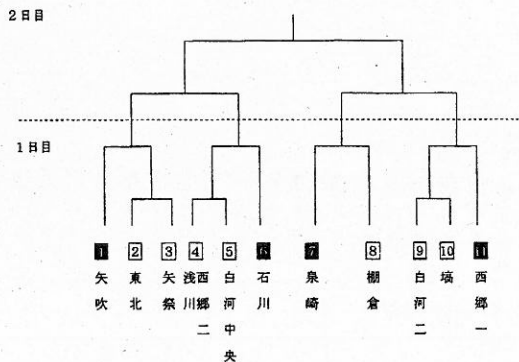 2日目
1日目
1 2 3 4 5 6 7 8 9 10 11
矢吹
東北
矢祭
浅川
西郷二
白河中央
石川
泉崎
棚倉
白河二
塙
西郷一